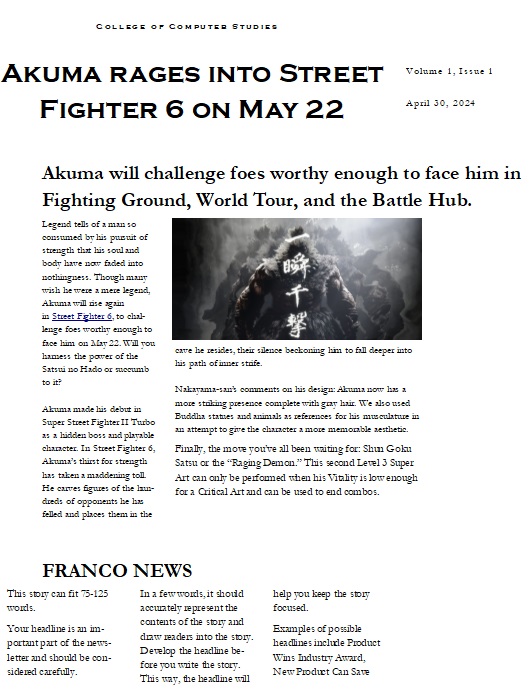 College of Computer Studies
Akuma rages into Street
Fighter 6 on May 22
Volume 1, Issue 1
April 30, 2024
Akuma will challenge foes worthy enough to face him in
Fighting Ground, World Tour, and the Battle Hub.
Legend tells of a man so
consumed by his pursuit of
strength that his soul and
body have now faded into
nothingness. Though many
wish he were a mere legend,
Akuma will rise again
in Street Fighter 6, to chal-
lenge foes worthy enough to
face him on May 22. Will you
harness the power of the
Satsui no Hado or succumb
to it?
Akuma made his debut in
Super Street Fighter II Turbo
as a hidden boss and playable
character. In Street Fighter 6,
Akuma's thirst for strength
has taken a maddening toll.
He carves figures of the hun-
dreds of opponents he has
felled and places them in the
瞬
千
撃
cave he resides, their silence beckoning him to fall deeper into
his path of inner strife.
Nakayama-san's comments on his design: Akuma now has a
more striking presence complete with gray hair. We also used
Buddha statues and animals as references for his musculature in
an attempt to give the character a more memorable aesthetic.
Finally, the move you've all been waiting for: Shun Goku
Satsu or the “Raging Demon.” This second Level 3 Super
Art can only be performed when his Vitality is low enough
for a Critical Art and can be used to end combos.
FRANCO NEWS
This story can fit 75-125
words.
Your headline is an im-
portant part of the news-
letter and should be con-
sidered carefully.
In a few words, it should
accurately represent the
contents of the story and
draw readers into the story.
Develop the headline be-
fore you write the story.
This way, the headline will
help you keep the story
focused.
Examples of possible
headlines include Product
Wins Industry Award,
New Product Can Save